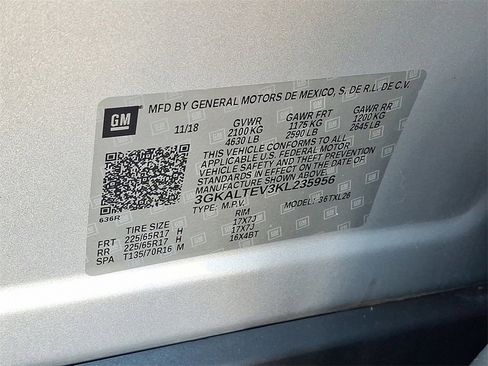 GM
MFD BY GENERAL MOTORS DE MEXICO, S. DE R.L. DE C.V.
11/18 GVWR GAWR FRT GAWR RR
2100 KG 1175 KG 1200 KG
4630 LB 2590 LB 2645 LB
THIS VEHICLE CONFORMS TO ALL
APPLICABLE U.S. FEDERAL MOTOR
VEHICLE SAFETY AND THEFT
PREVENTION STANDARDS IN EFFECT
ON THE DATE OF MANUFACTURE
SHOWN ABOVE.
3GKALTEV3KL235956
TYPE: M.P.V. MODEL: 36TXL26
636R
TIRE SIZE RIM
FRT 225/65R17 H 17X7J
RR 225/65R17 H 17X7J
SPA T135/70R16 M 16X4BT